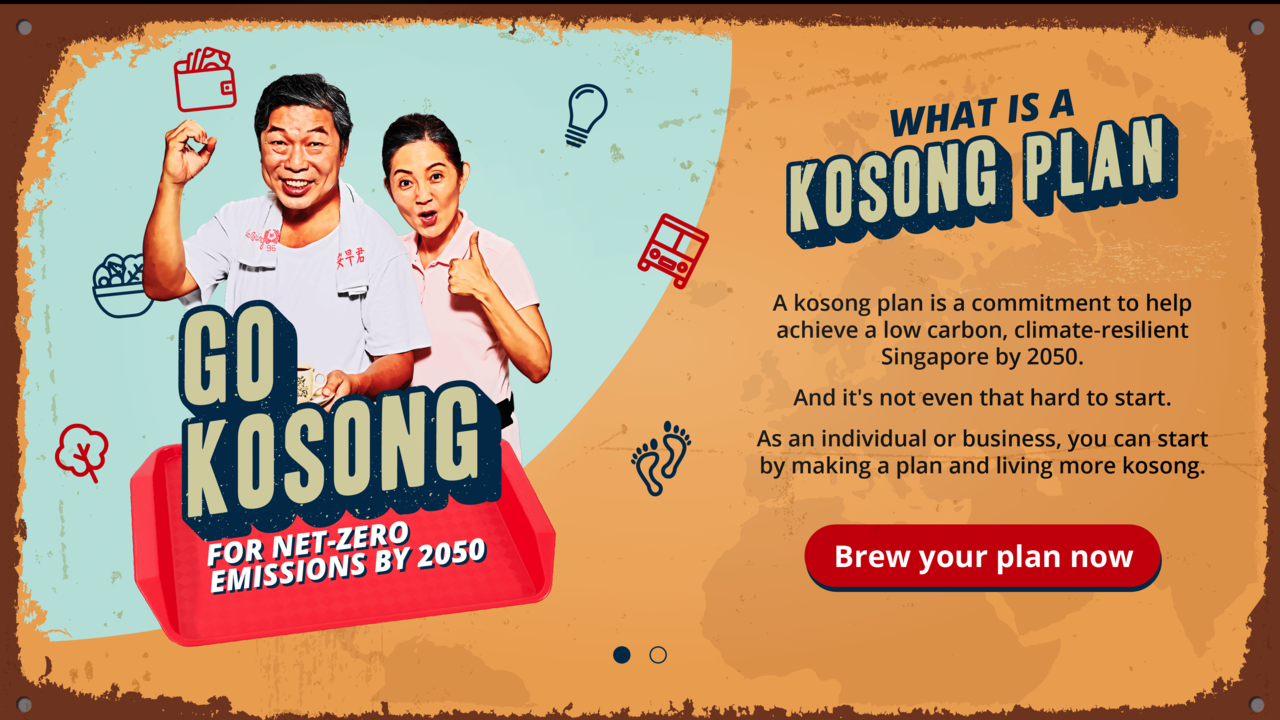 GO
KOSONG
FOR NET-ZERO
EMISSIONS BY 2050
WHAT IS A
KOSONG PLAN
A kosong plan is a commitment to help
achieve a low carbon, climate-resilient
Singapore by 2050.
And it's not even that hard to start.
As an individual or business, you can start
by making a plan and living more kosong.
Brew your plan now